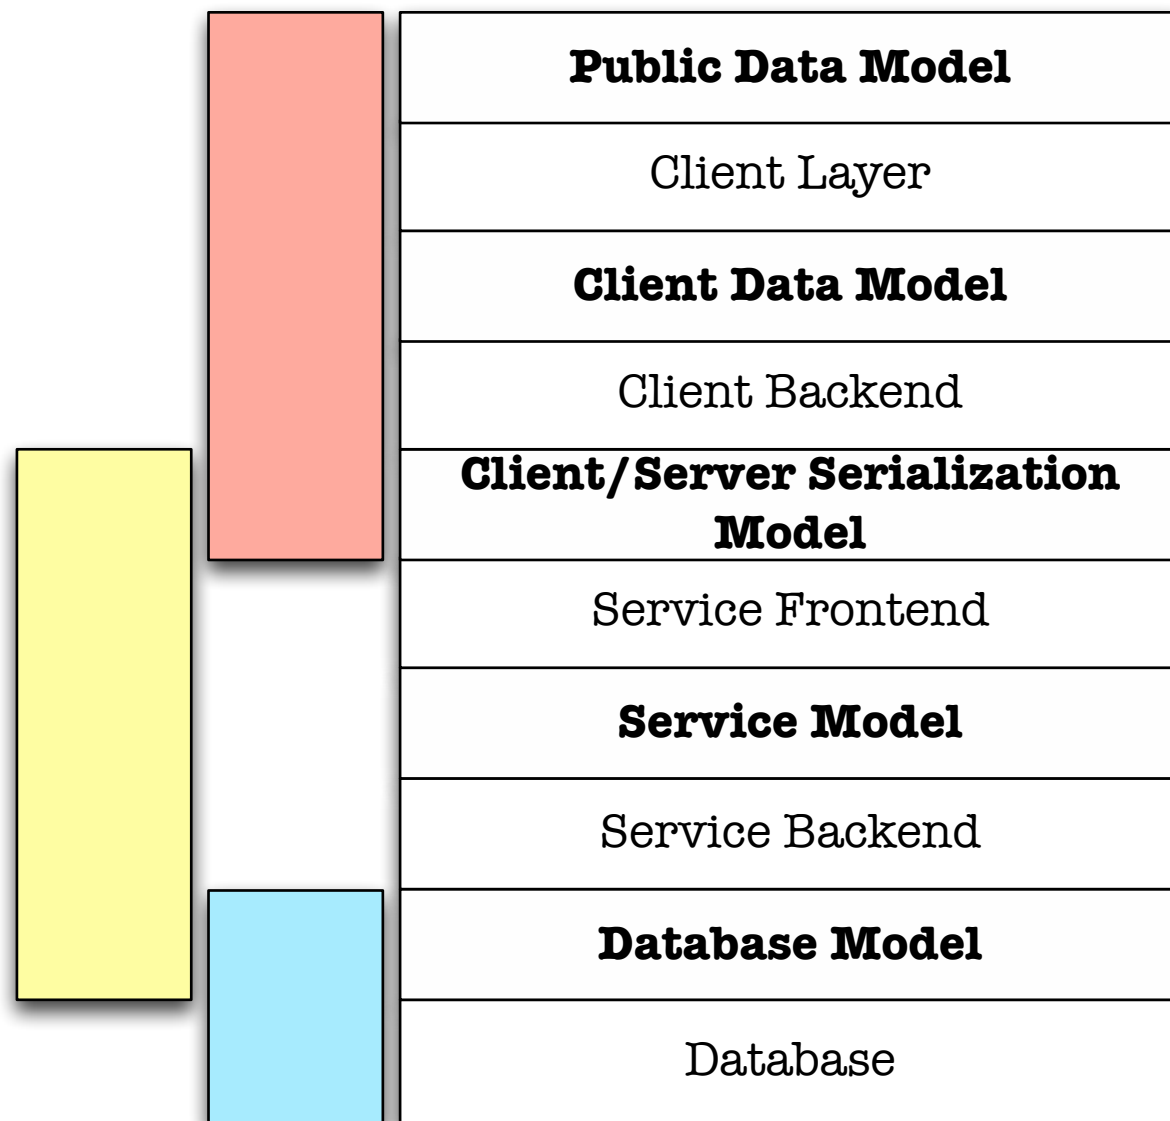 Public Data Model
Client Layer
Client Data Model
Client Backend
Client/Server Serialization
Model
Service Frontend
Service Model
Service Backend
Database Model
Database